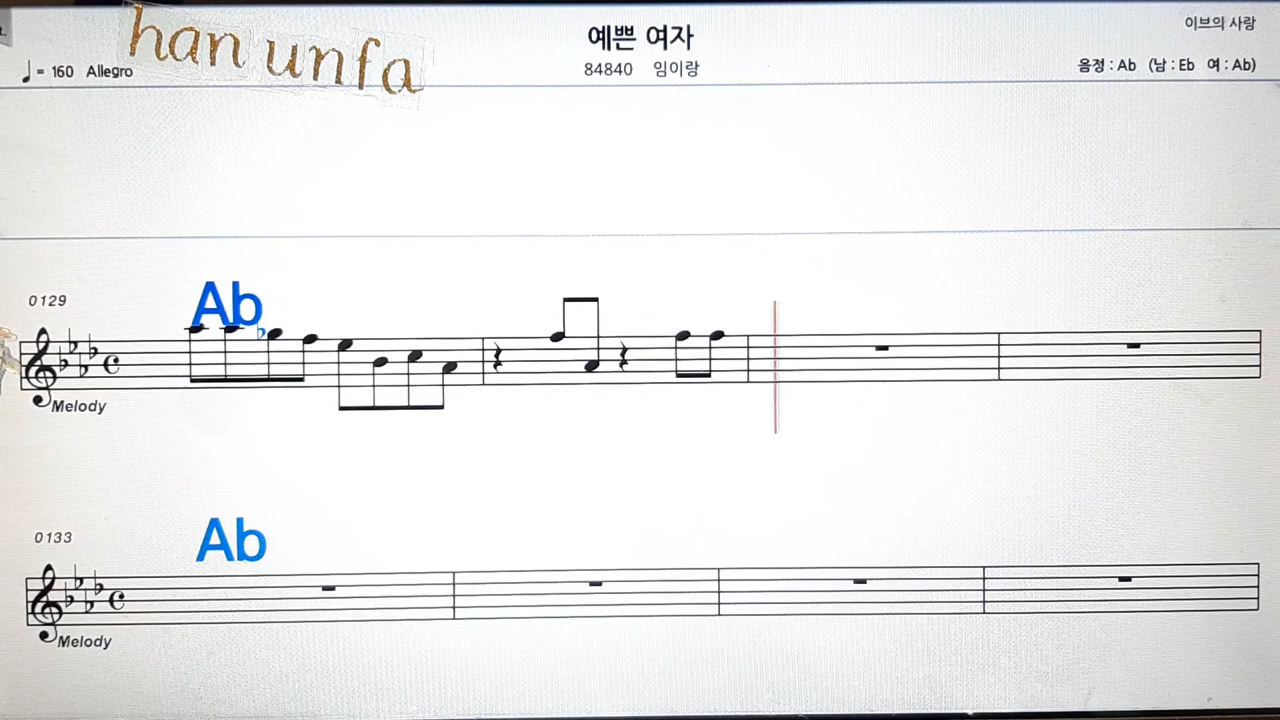 han unfa
예쁜 여자
이브의 사랑
♩ = 160 Allegro
84840 임이랑
음정 : Ab (남 : Eb 여 : Ab)
0129
Ab
Melody
0133
Ab
Melody